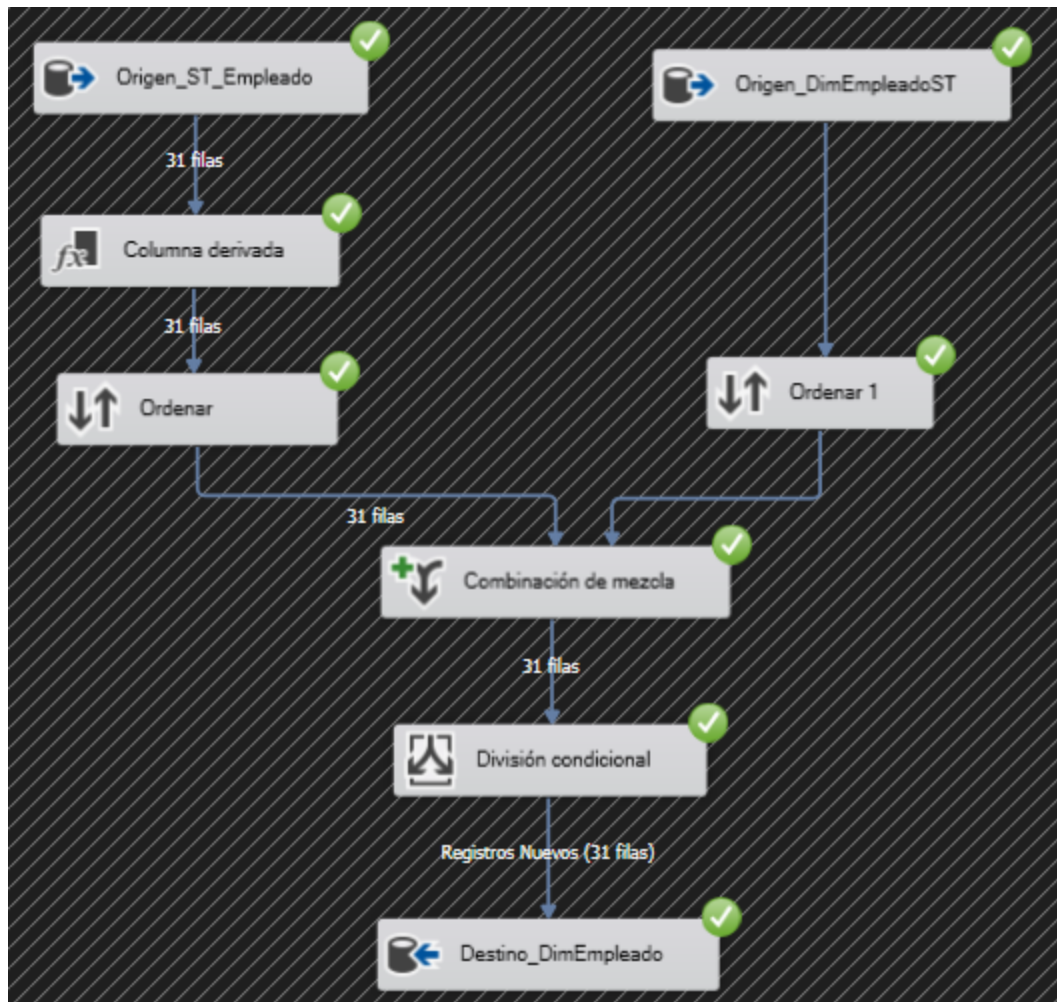 Origen_ST_Empleado
Origen_DimEmpleadoST
31 filas
fx
Columna derivada
31 filas
Ordenar
Ordenar 1
31 filas
Combinación de mezcla
31 filas
División condicional
Registros Nuevos (31 filas)
Destino_DimEmpleado